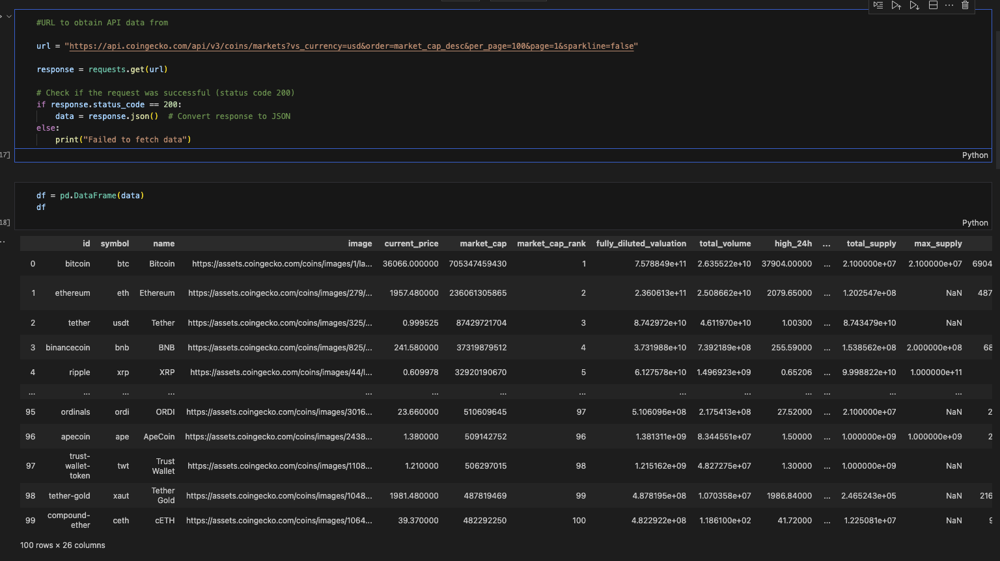 #URL to obtain API data from
url = "https://api.coingecko.com/api/v3/coins/markets?vs_currency=usd&order=market_cap_desc&per_page=100&page=1&sparkline=false"
response = requests.get(url)
# Check if the request was successful (status code 200)
if response.status_code == 200:
data = response.json()  # Convert response to JSON
else:
print("Failed to fetch data")
17]
Python
df = pd.DataFrame(data)
df
18]
Python
id symbol name image current_price market_cap market_cap_rank fully_diluted_valuation total_volume high_24h ... total_supply max_supply
0 bitcoin btc Bitcoin https://assets.coingecko.com/coins/images/1/la... 36066.000000 705347459430 1 7.578849e+11 2.635522e+10 37904.00000 ... 2.100000e+07 2.100000e+07 6904
1 ethereum eth Ethereum https://assets.coingecko.com/coins/images/279/... 1957.480000 236061305865 2 2.360613e+11 2.508662e+10 2079.65000 ... 1.202547e+08 NaN 487
2 tether usdt Tether https://assets.coingecko.com/coins/images/325/... 0.999525 87429721704 3 8.742972e+10 4.611970e+10 1.00300 ... 8.743479e+10 NaN
3 binancecoin bnb BNB https://assets.coingecko.com/coins/images/825/... 241.580000 37319879512 4 3.731988e+10 7.392189e+08 255.59000 ... 1.538562e+08 2.000000e+08 68
4 ripple xrp XRP https://assets.coingecko.com/coins/images/44/l... 0.609978 32920190670 5 6.127578e+10 1.496923e+09 0.65206 ... 9.998822e+10 1.000000e+11
... ... ... ... ... ... ... ... ... ... ... ... ... ...
95 ordinals ordi ORDI https://assets.coingecko.com/coins/images/3016... 23.660000 510609645 97 5.106096e+08 2.175413e+08 27.52000 ... 2.100000e+07 NaN 2
96 apecoin ape ApeCoin https://assets.coingecko.com/coins/images/2438... 1.380000 509142752 96 1.381311e+09 8.344551e+07 1.50000 ... 1.000000e+09 1.000000e+09 2
97 trust-wallet-token twt Trust Wallet https://assets.coingecko.com/coins/images/1108... 1.210000 506297015 98 1.215162e+09 4.827275e+07 1.30000 ... 1.000000e+09 NaN
98 tether-gold xaut Tether Gold https://assets.coingecko.com/coins/images/1048... 1981.480000 487819469 99 4.878195e+08 1.070358e+07 1986.84000 ... 2.465243e+05 NaN 216
99 compound-ether ceth cETH https://assets.coingecko.com/coins/images/1064... 39.370000 482292250 100 4.822922e+08 1.186100e+02 41.72000 ... 1.225081e+07 NaN
100 rows × 26 columns